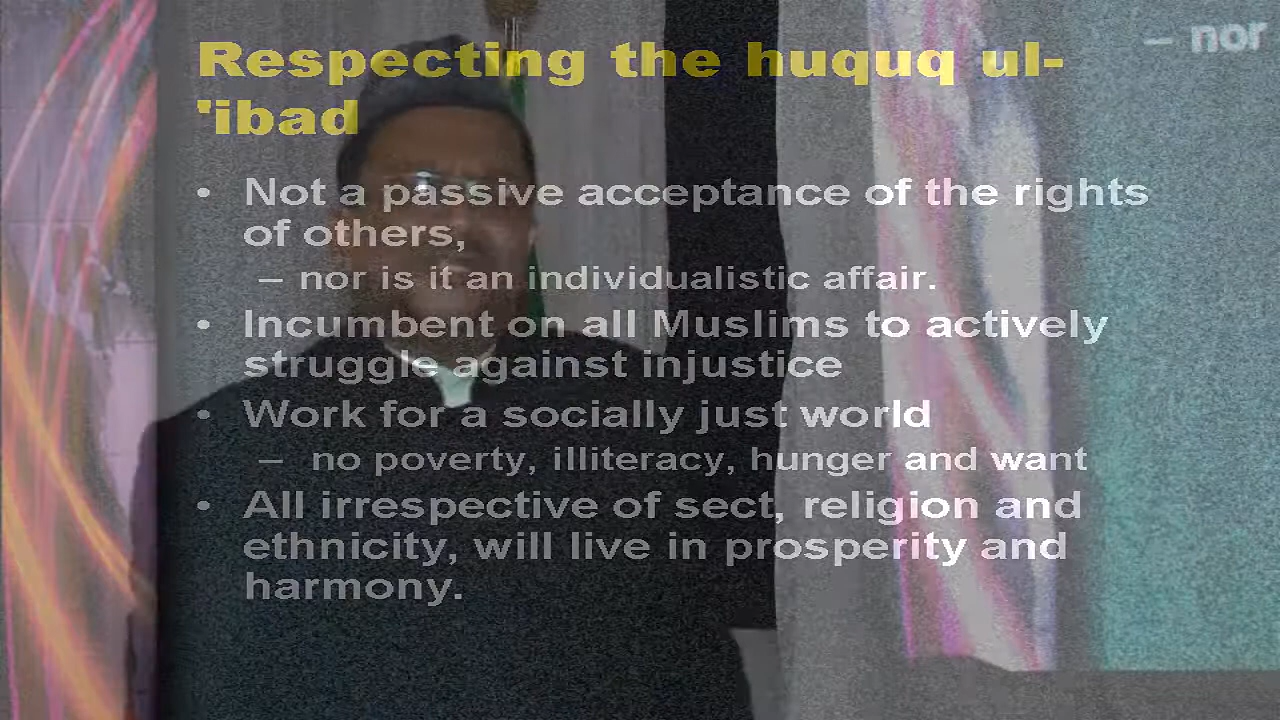 Respecting the huquq ul-
'ibad
– nor
• Not a passive acceptance of the rights
of others,
– nor is it an individualistic affair.
• Incumbent on all Muslims to actively
struggle against injustice
• Work for a socially just world
– no poverty, illiteracy, hunger and want
• All irrespective of sect, religion and
ethnicity, will live in prosperity and
harmony.